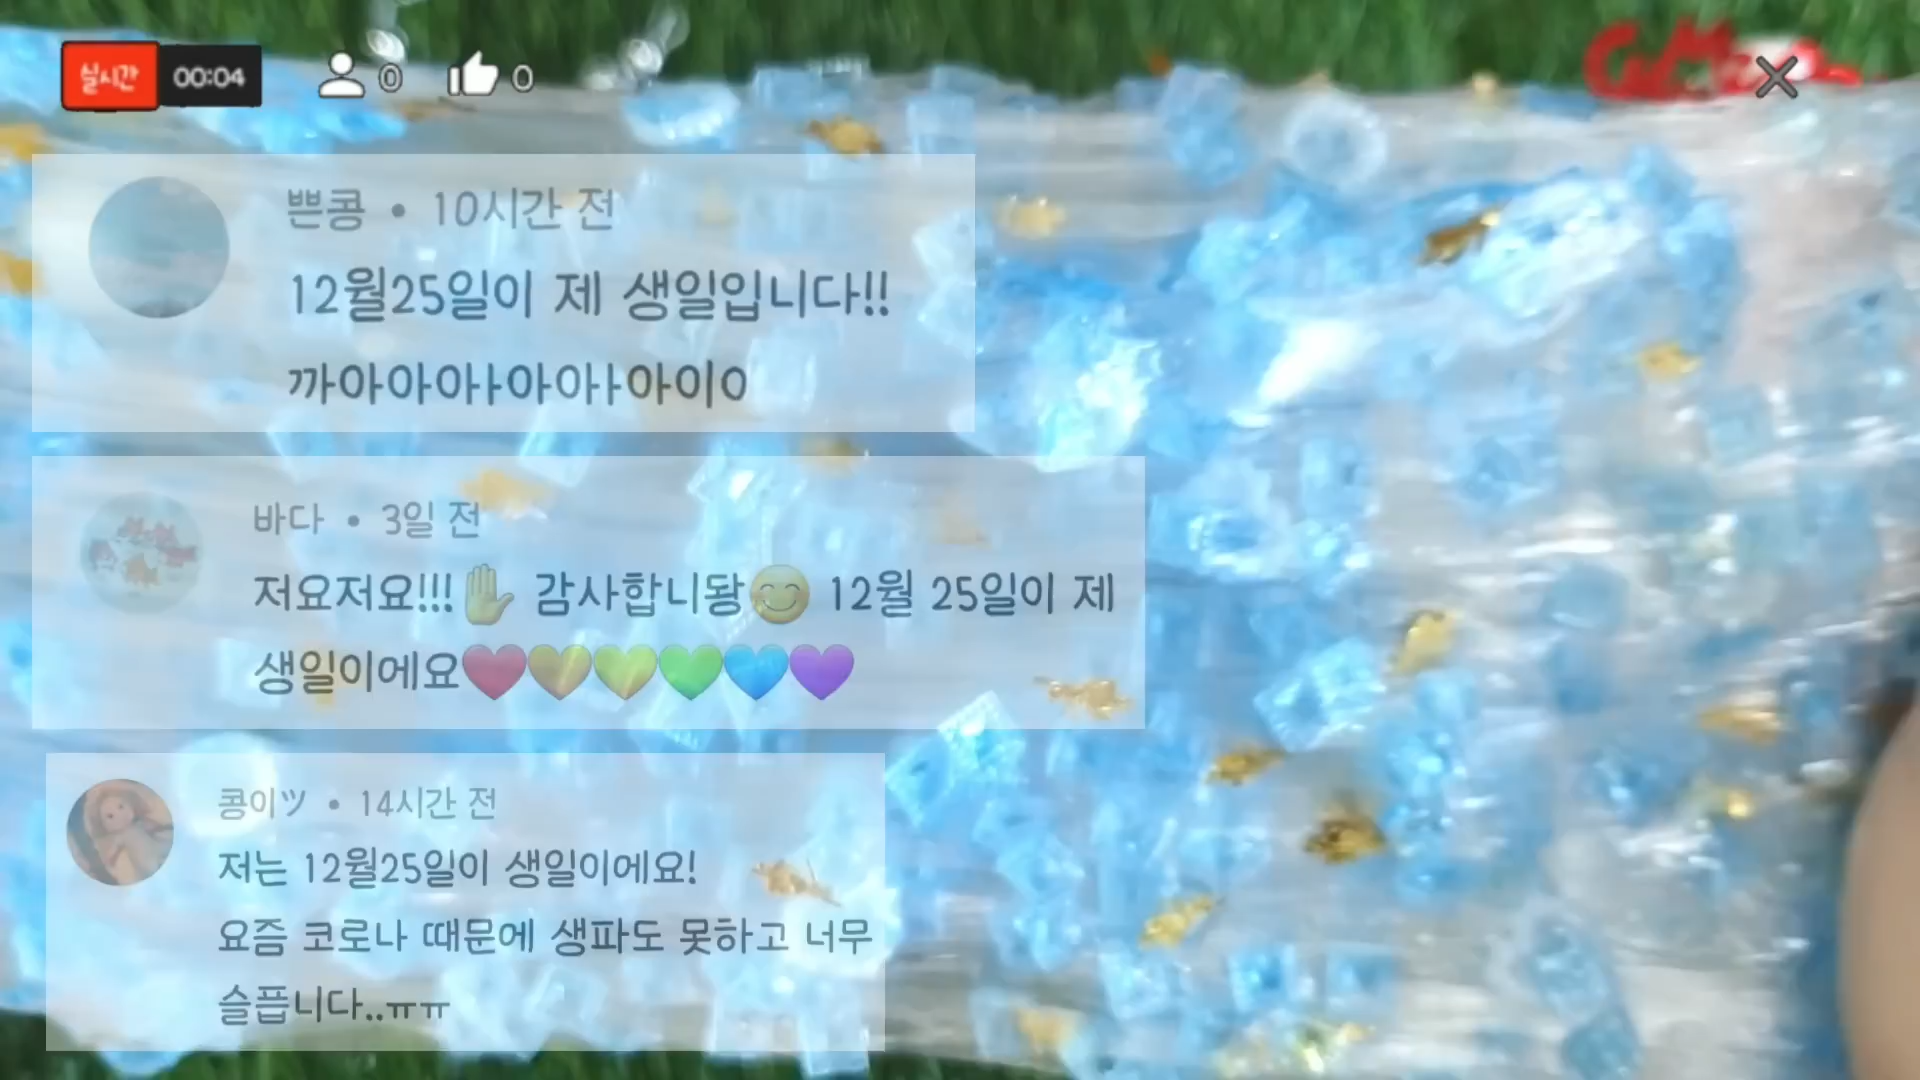 실시간 00:04 0 0
쁜콩 • 10시간 전
12월25일이 제 생일입니다!!
까아아아ㅏ아아ㅏ아이0
바다 • 3일 전
저요저요!!!✋ 감사합니돵😊 12월 25일이 제
생일이에요❤️🧡💛💚💙💜
콩이ツ • 14시간 전
저는 12월25일이 생일이에요!
요즘 코로나 때문에 생파도 못하고 너무
슬픕니다..ㅠㅠ